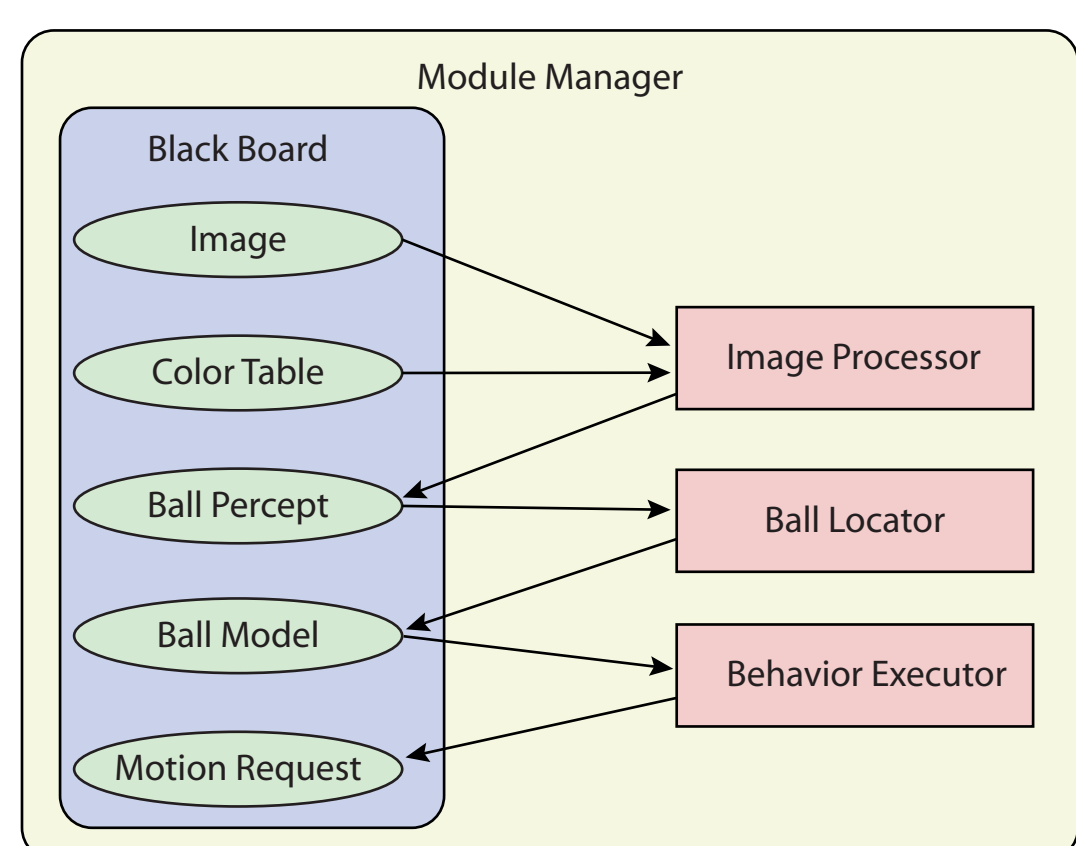 Module Manager
Black Board
Image
Color Table
Ball Percept
Ball Model
Motion Request
Image Processor
Ball Locator
Behavior Executor